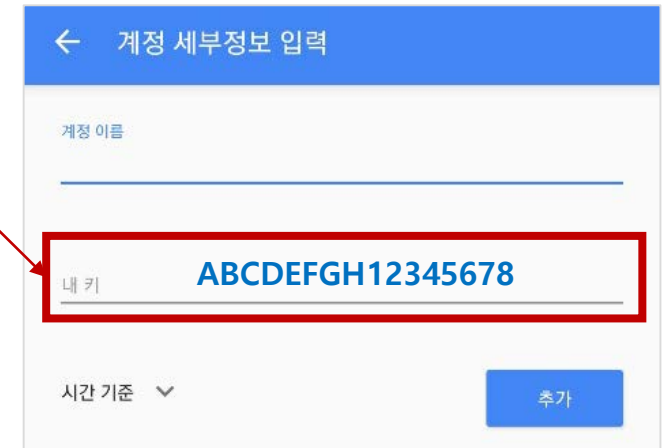 계정 세부정보 입력
계정 이름
내 키 ABCDEFGH12345678
시간 기준
추가